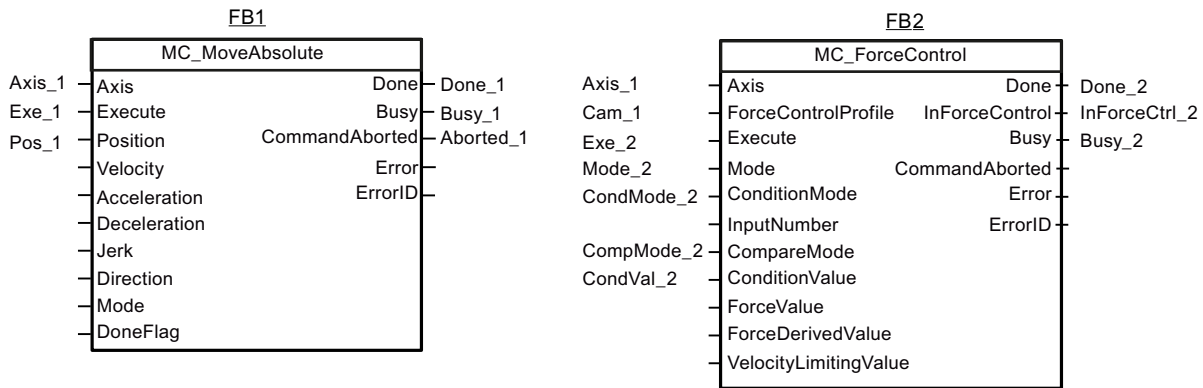 FB1
MC_MoveAbsolute
Axis_1 Axis Done Done_1
Exe_1 Execute Busy Busy_1
Pos_1 Position CommandAborted Aborted_1
Velocity Error
Acceleration ErrorID
Deceleration
Jerk
Direction
Mode
DoneFlag
FB2
MC_ForceControl
Axis_1 Axis Done Done_2
Cam_1 ForceControlProfile InForceControl InForceCtrl_2
Exe_2 Execute Busy Busy_2
Mode_2 Mode CommandAborted
CondMode_2 ConditionMode Error
InputNumber ErrorID
CompMode_2 CompareMode
CondVal_2 ConditionValue
ForceValue
ForceDerivedValue
VelocityLimitingValue